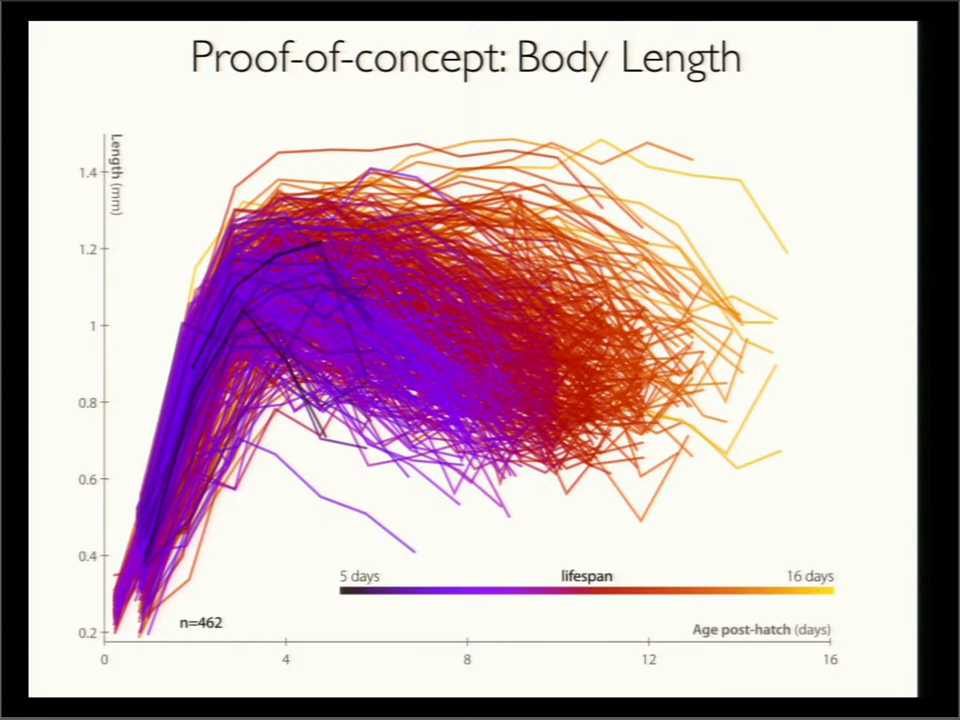 Proof-of-concept: Body Length
Length (mm)
1.4
1.2
1
0.8
0.6
0.4
0.2
5 days
lifespan
16 days
n=462
Age post-hatch (days)
0
4
8
12
16